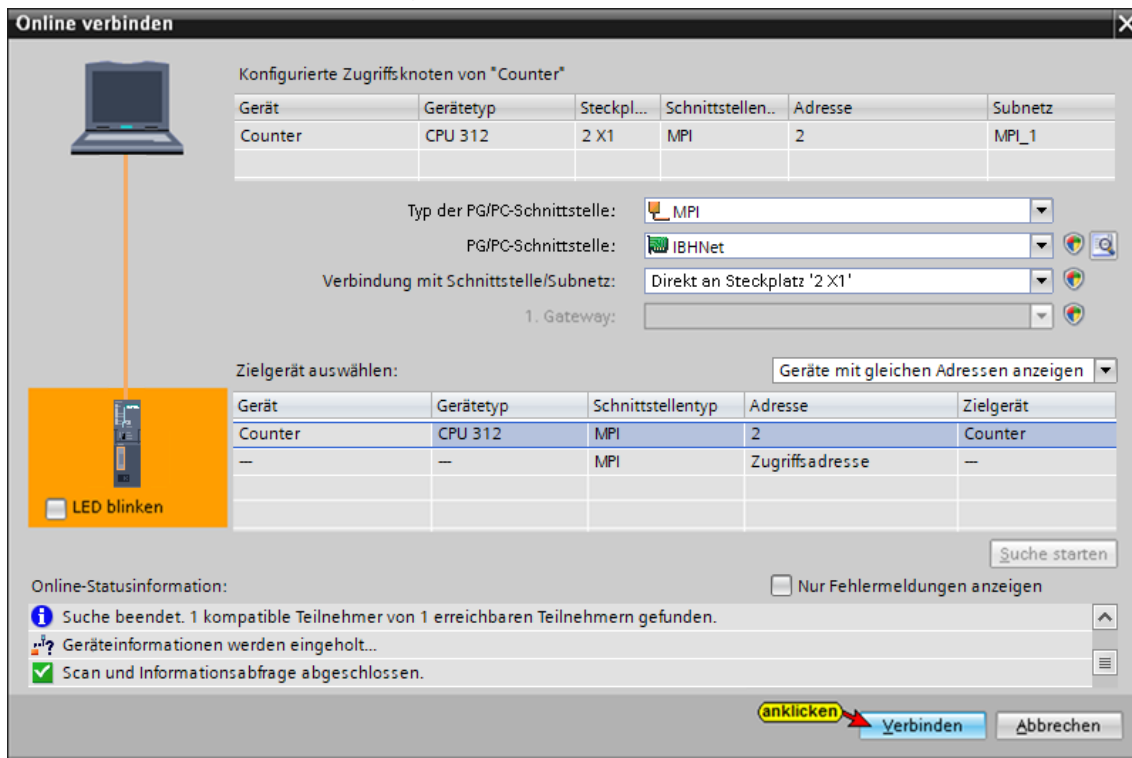 Online verbinden
Konfigurierte Zugriffsknoten von "Counter"
Gerät Gerätetyp Steckpl... Schnittstellen.. Adresse Subnetz
Counter CPU 312 2 X1 MPI 2 MPI_1
Typ der PG/PC-Schnittstelle: MPI
PG/PC-Schnittstelle: IBHNet
Verbindung mit Schnittstelle/Subnetz: Direkt an Steckplatz '2 X1'
1. Gateway:
Zielgerät auswählen: Geräte mit gleichen Adressen anzeigen
Gerät Gerätetyp Schnittstellentyp Adresse Zielgerät
Counter CPU 312 MPI 2 Counter
— — MPI Zugriffsadresse —
LED blinken
Suche starten
Online-Statusinformation: Nur Fehlermeldungen anzeigen
Suche beendet. 1 kompatible Teilnehmer von 1 erreichbaren Teilnehmern gefunden.
Geräteinformationen werden eingeholt...
Scan und Informationsabfrage abgeschlossen.
anklicken Verbinden Abbrechen